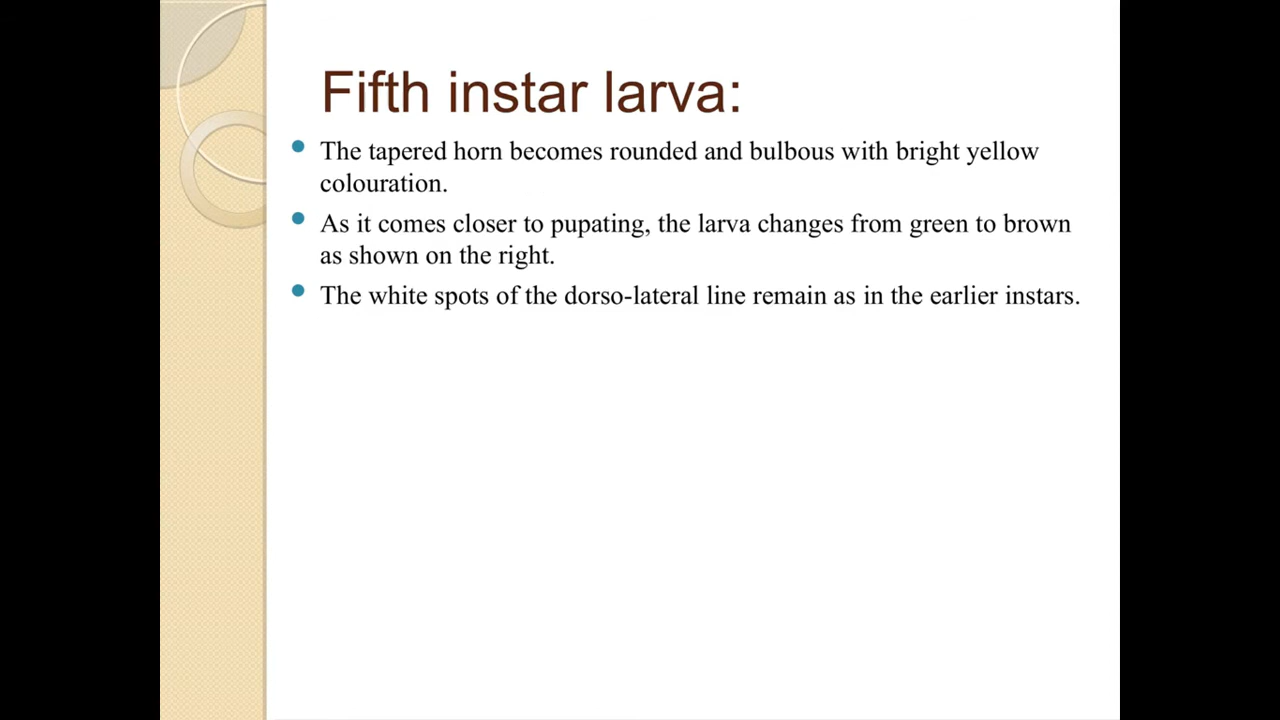 Fifth instar larva:
The tapered horn becomes rounded and bulbous with bright yellow
colouration.
As it comes closer to pupating, the larva changes from green to brown
as shown on the right.
The white spots of the dorso-lateral line remain as in the earlier instars.